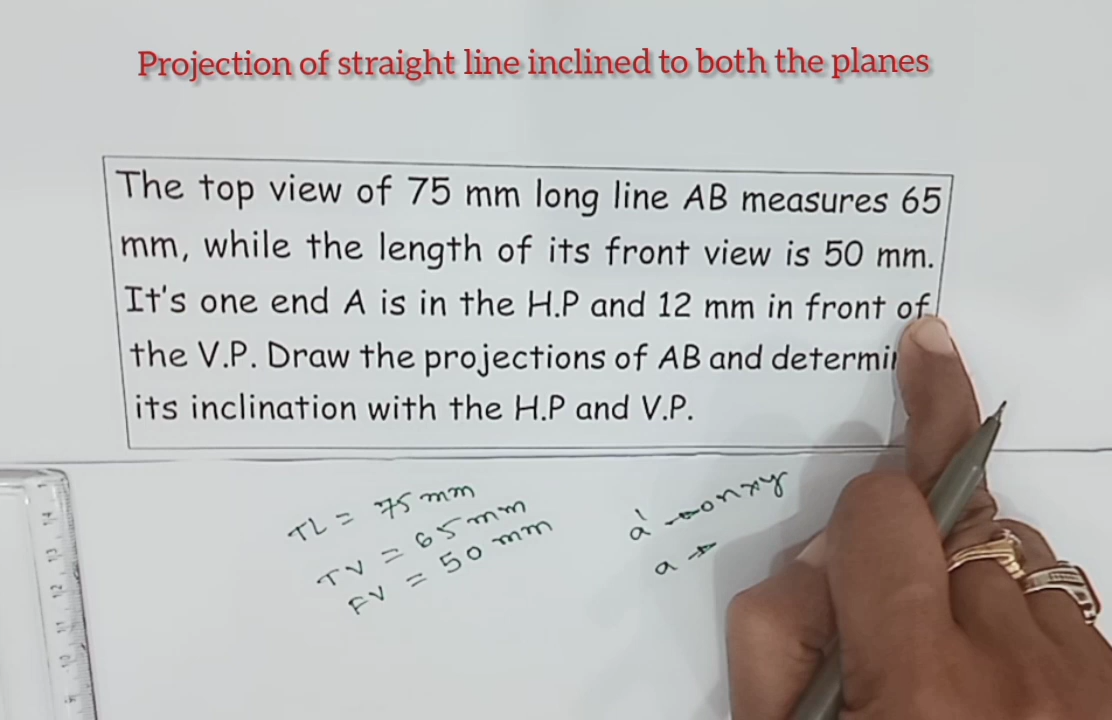 Projection of straight line inclined to both the planes
The top view of 75 mm long line AB measures 65
mm, while the length of its front view is 50 mm.
It's one end A is in the H.P and 12 mm in front of
the V.P. Draw the projections of AB and
its inclination with the H.P and V.P.
TL = 75 mm
TV = 65 mm
FV = 50 mm
a' → on xy
a →